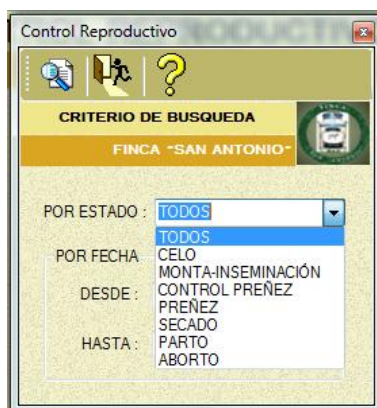 Control Reproductivo
CRITERIO DE BUSQUEDA
FINCA "SAN ANTONIO"
POR ESTADO : TODOS
TODOS
CELO
MONTA-INSEMINACIÓN
CONTROL PREÑEZ
PREÑEZ
SECADO
PARTO
ABORTO
POR FECHA
DESDE :
HASTA :